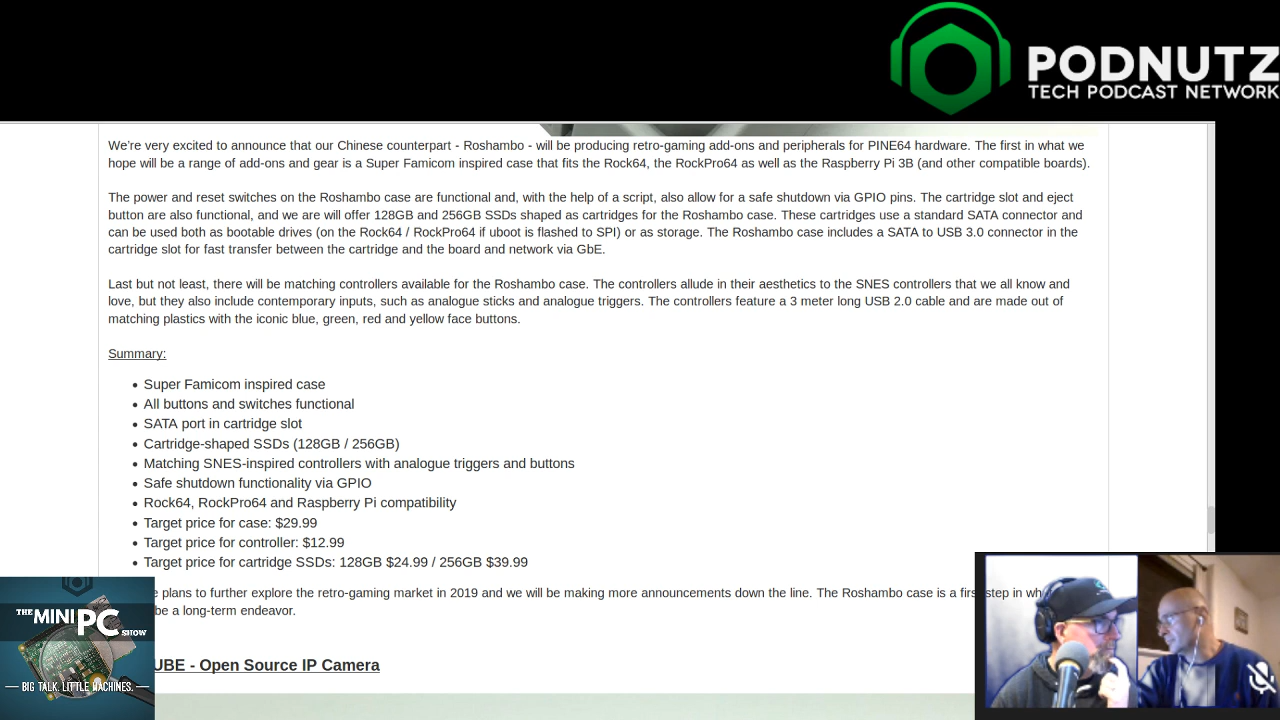 PODNUTZ
TECH PODCAST NETWORK
We're very excited to announce that our Chinese counterpart - Roshambo - will be producing retro-gaming add-ons and peripherals for PINE64 hardware. The first in what we
hope will be a range of add-ons and gear is a Super Famicom inspired case that fits the Rock64, the RockPro64 as well as the Raspberry Pi 3B (and other compatible boards).
The power and reset switches on the Roshambo case are functional and, with the help of a script, also allow for a safe shutdown via GPIO pins. The cartridge slot and eject
button are also functional, and we are will offer 128GB and 256GB SSDs shaped as cartridges for the Roshambo case. These cartridges use a standard SATA connector and
can be used both as bootable drives (on the Rock64 / RockPro64 if uboot is flashed to SPI) or as storage. The Roshambo case includes a SATA to USB 3.0 connector in the
cartridge slot for fast transfer between the cartridge and the board and network via GbE.
Last but not least, there will be matching controllers available for the Roshambo case. The controllers allude in their aesthetics to the SNES controllers that we all know and
love, but they also include contemporary inputs, such as analogue sticks and analogue triggers. The controllers feature a 3 meter long USB 2.0 cable and are made out of
matching plastics with the iconic blue, green, red and yellow face buttons.
Summary:
• Super Famicom inspired case
• All buttons and switches functional
• SATA port in cartridge slot
• Cartridge-shaped SSDs (128GB / 256GB)
• Matching SNES-inspired controllers with analogue triggers and buttons
• Safe shutdown functionality via GPIO
• Rock64, RockPro64 and Raspberry Pi compatibility
• Target price for case: $29.99
• Target price for controller: $12.99
• Target price for cartridge SSDs: 128GB $24.99 / 256GB $39.99
plans to further explore the retro-gaming market in 2019 and we will be making more announcements down the line. The Roshambo case is a first step in
be a long-term endeavor.
UBE - Open Source IP Camera
THE MINI PC SHOW
BIG TALK. LITTLE MACHINES.